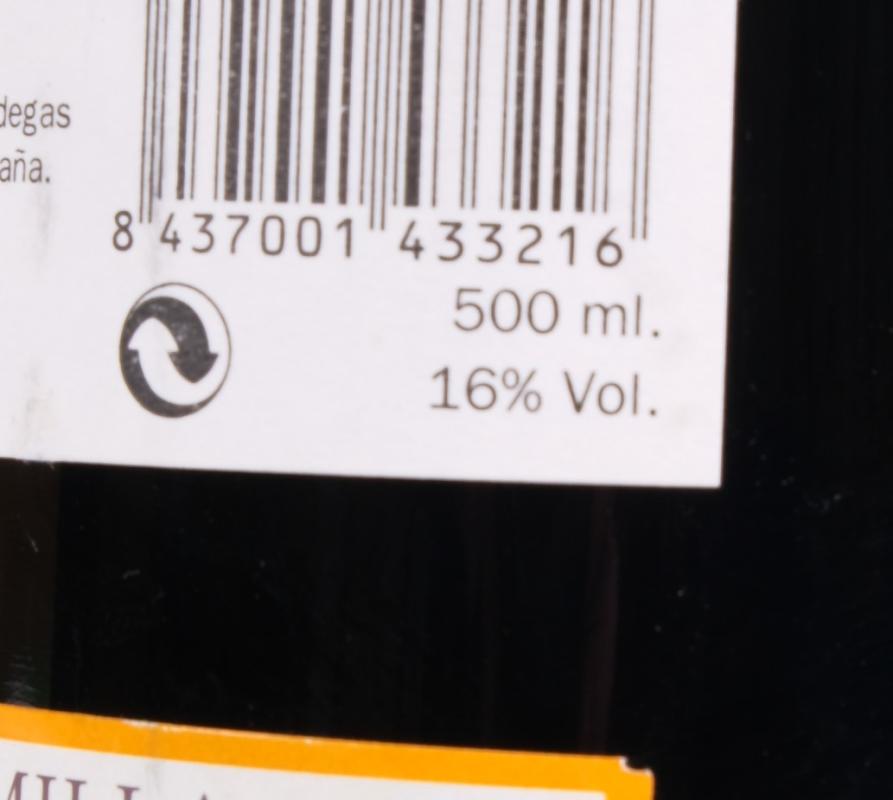 degas
aña.
8 437001 433216
500 ml.
16% Vol.